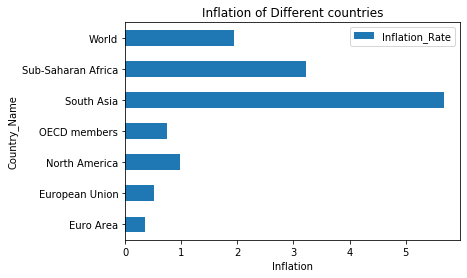 Inflation of Different countries
Inflation_Rate
Country_Name
World
Sub-Saharan Africa
South Asia
OECD members
North America
European Union
Euro Area
0 1 2 3 4 5
Inflation